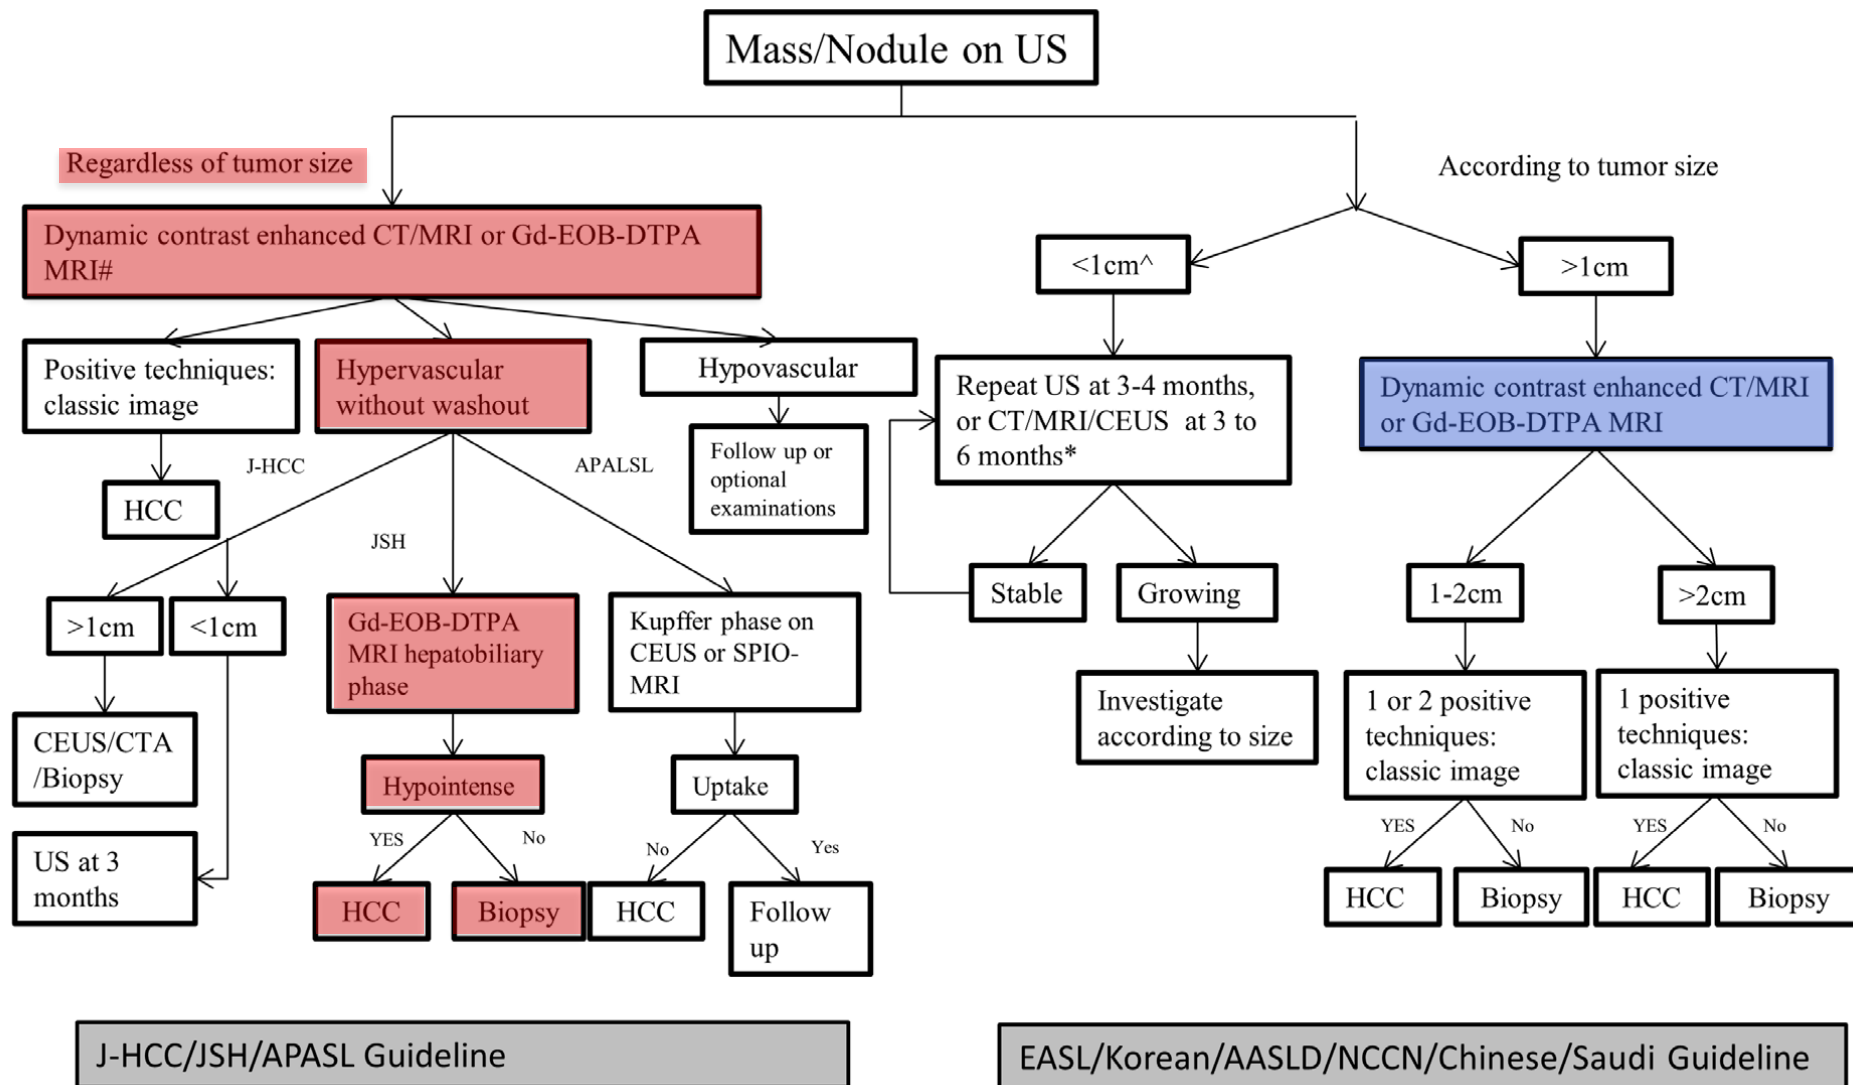 Mass/Nodule on US
Regardless of tumor size
According to tumor size
Dynamic contrast enhanced CT/MRI or Gd-EOB-DTPA
MRI#
<1cm^
>1cm
Positive techniques:
classic image
Hypervascular
without washout
Hypovascular
Repeat US at 3-4 months,
or CT/MRI/CEUS at 3 to
6 months*
Dynamic contrast enhanced CT/MRI
or Gd-EOB-DTPA MRI
J-HCC
APALSL
Follow up or
optional
examinations
HCC
JSH
Stable
Growing
1-2cm
>2cm
>1cm
<1cm
Gd-EOB-DTPA
MRI hepatobiliary
phase
Kupffer phase on
CEUS or SPIO-
MRI
CEUS/CTA
/Biopsy
Investigate
according to size
1 or 2 positive
techniques:
classic image
1 positive
techniques:
classic image
Hypointense
Uptake
US at 3
months
YES
No
No
Yes
YES
No
YES
No
HCC
Biopsy
HCC
Follow
up
HCC
Biopsy
HCC
Biopsy
J-HCC/JSH/APASL Guideline
EASL/Korean/AASLD/NCCN/Chinese/Saudi Guideline